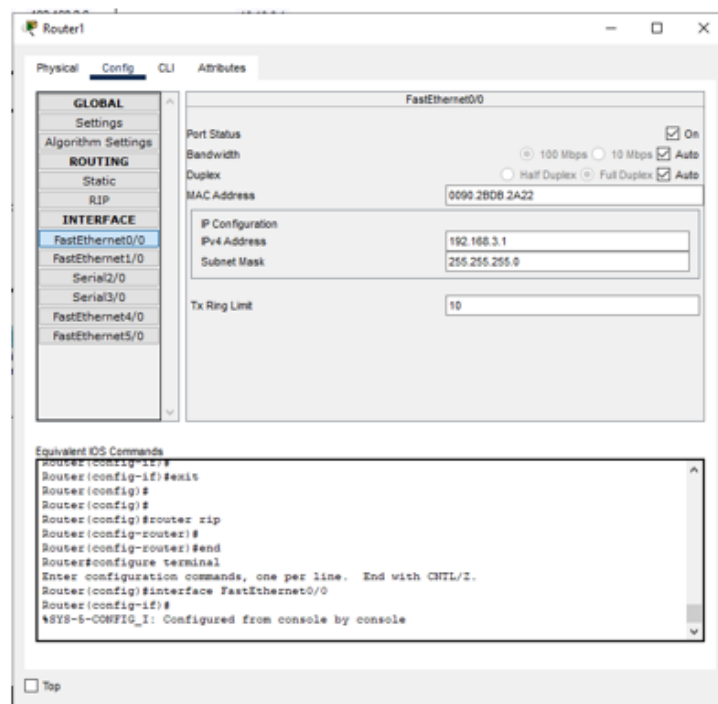 Router1
Physical Config CLI Attributes
GLOBAL
Settings
Algorithm Settings
ROUTING
Static
RIP
INTERFACE
FastEthernet0/0
FastEthernet1/0
Serial2/0
Serial3/0
FastEthernet4/0
FastEthernet5/0
FastEthernet0/0
Port Status On
Bandwidth 100 Mbps 10 Mbps Auto
Duplex Half Duplex Full Duplex Auto
MAC Address 0090.2BDB.2A22
IP Configuration
IPv4 Address 192.168.3.1
Subnet Mask 255.255.255.0
Tx Ring Limit 10
Equivalent IOS Commands
Router(config-if)#
Router(config-if)#exit
Router(config)#
Router(config)#
Router(config)#router rip
Router(config-router)#
Router(config-router)#end
Router#configure terminal
Enter configuration commands, one per line. End with CNTL/Z.
Router(config)#interface FastEthernet0/0
Router(config-if)#
%SYS-5-CONFIG_I: Configured from console by console
Top